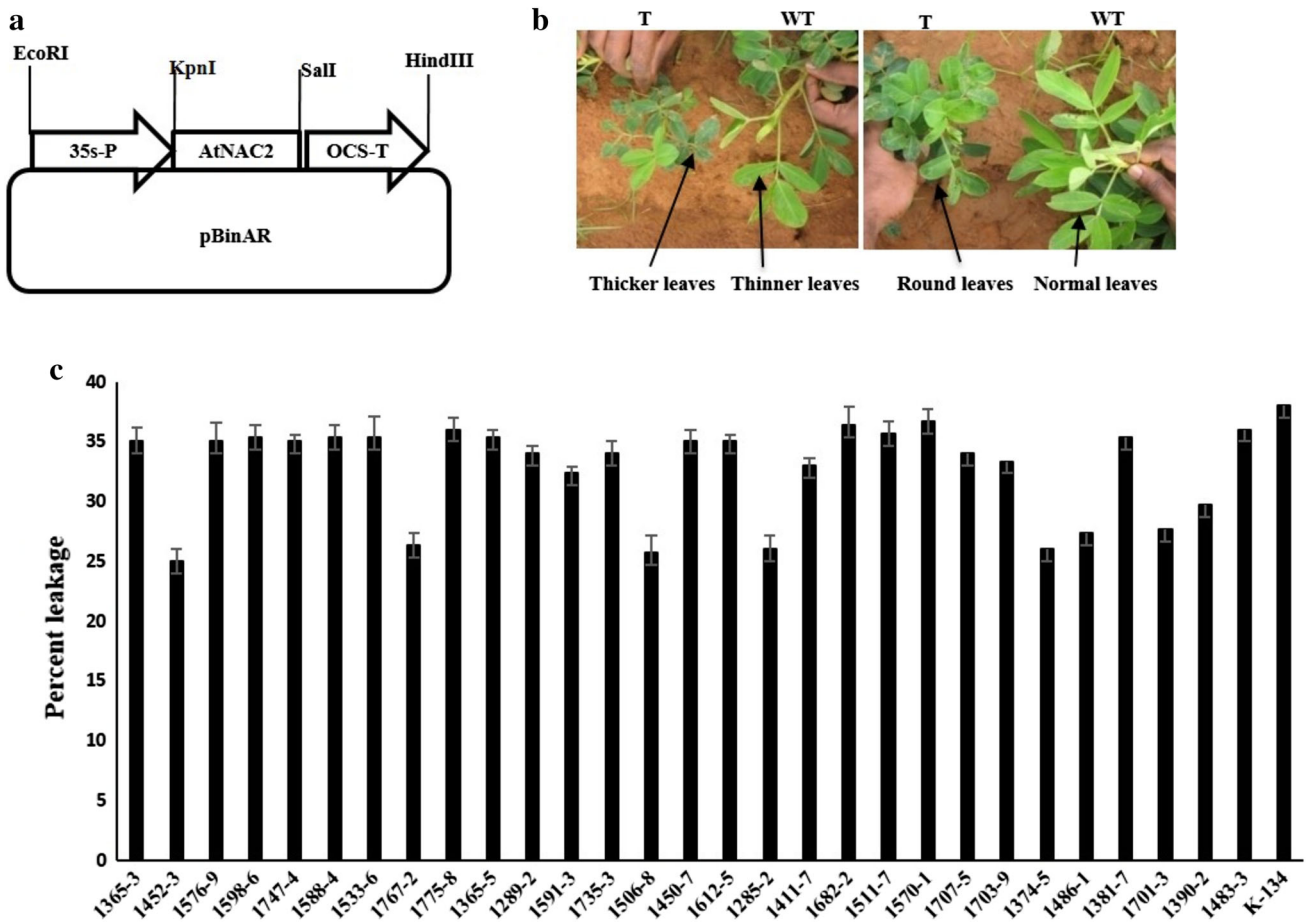 a
EcoRI
KpnI
SalI
HindIII
35s-P
AtNAC2
OCS-T
pBinAR
b
T
WT
T
WT
Thicker leaves
Thinner leaves
Round leaves
Normal leaves
c
Percent leakage
40
35
30
25
20
15
10
5
0
1365-3
1452-3
1576-9
1598-6
1747-4
1588-4
1533-6
1767-2
1775-8
1365-5
1289-2
1591-3
1735-3
1506-8
1450-7
1612-5
1285-2
1411-7
1682-2
1511-7
1570-1
1707-5
1703-9
1374-5
1486-1
1381-7
1701-3
1390-2
1483-3
K-134